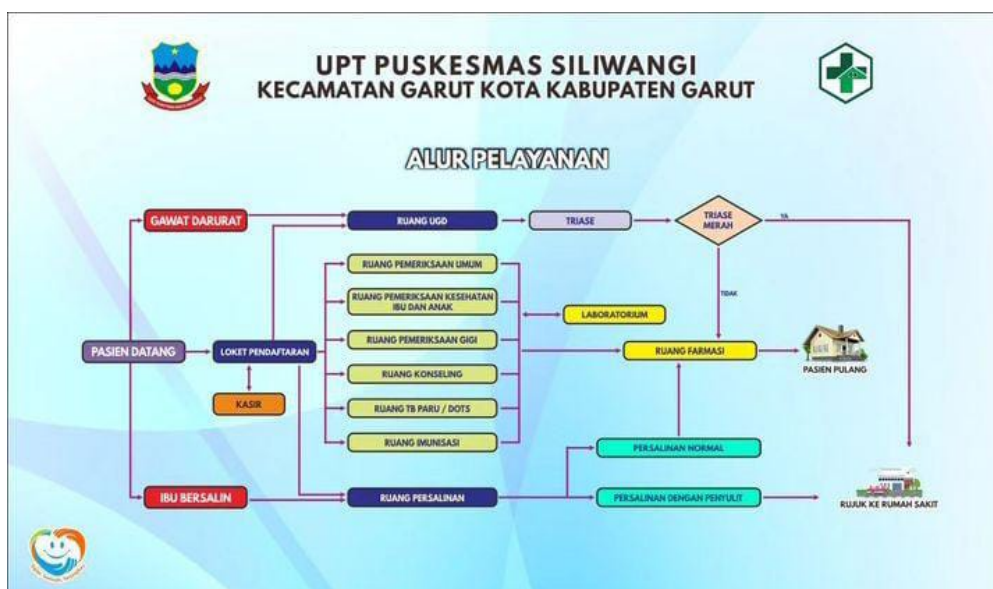 UPT PUSKESMAS SILIWANGI
KECAMATAN GARUT KOTA KABUPATEN GARUT
ALUR PELAYANAN
GAWAT DARURAT
RUANG UGD
TRIASE
TRIASE
MERAH
YA
RUANG PEMERIKSAAN UMUM
RUANG PEMERIKSAAN KESEHATAN
IBU DAN ANAK
TIDAK
LABORATORIUM
RUANG PEMERIKSAAN GIGI
PASIEN DATANG
LOKET PENDAFTARAN
RUANG FARMASI
PASIEN PULANG
RUANG KONSELING
KASIR
RUANG TB PARU / DOTS
RUANG IMUNISASI
PERSALINAN NORMAL
IBU BERSALIN
RUANG PERSALINAN
PERSALINAN DENGAN PENYULIT
RUJUK KE RUMAH SAKIT